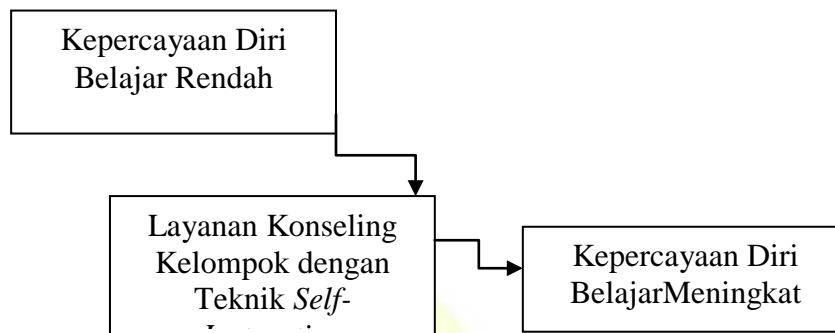 Kepercayaan Diri
Belajar Rendah
Layanan Konseling
Kelompok dengan
Teknik Self-
Kepercayaan Diri
BelajarMeningkat